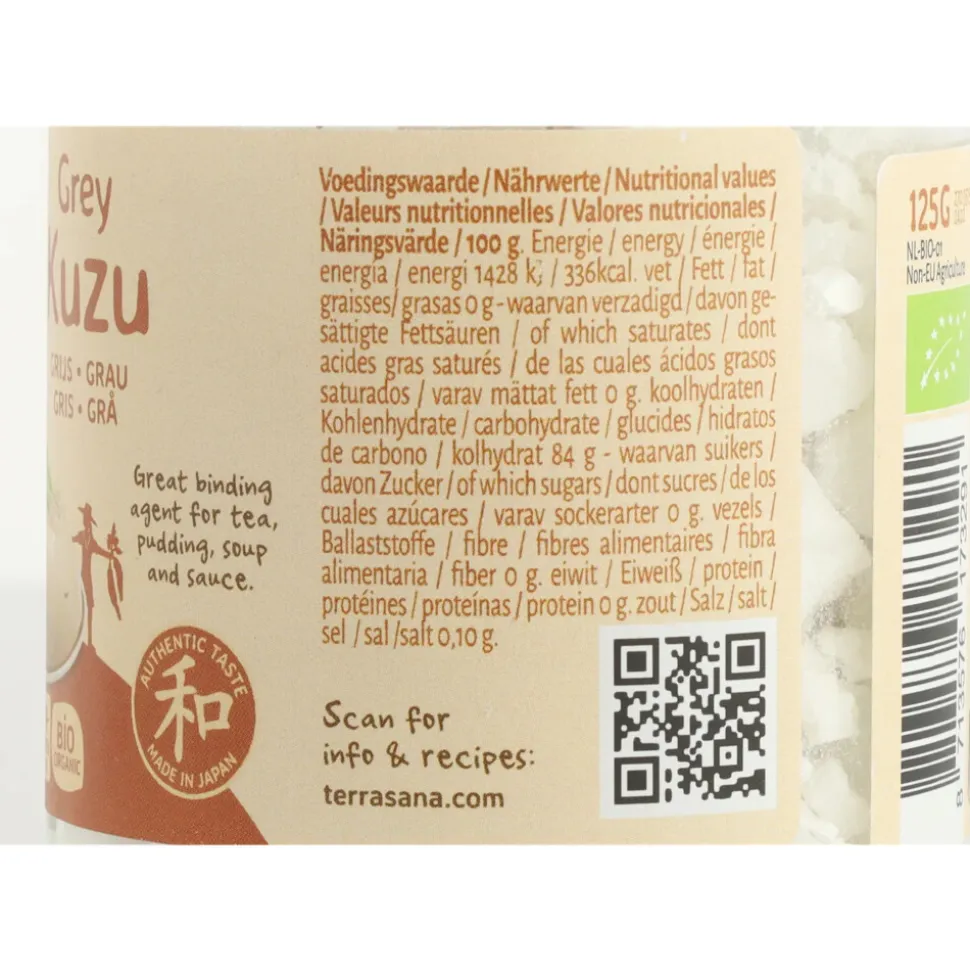 Grey
Kuzu
GRIJS • GRAU
GRIS • GRÅ
Great binding
agent for tea,
pudding, soup
and sauce.
AUTHENTIC TASTE
和
MADE IN JAPAN
BIO
ORGANIC
Voedingswaarde / Nährwerte / Nutritional values
/ Valeurs nutritionnelles / Valores nutricionales /
Näringsvärde / 100 g. Energie / energy / énergie /
energia / energi 1428 kj / 336kcal. vet / Fett / fat /
graisses/ grasas 0 g - waarvan verzadigd / davon ge-
sättigte Fettsäuren / of which saturates / dont
acides gras saturés / de las cuales ácidos grasos
saturados / varav mättat fett 0 g. koolhydraten /
Kohlenhydrate / carbohydrate / glucides / hidratos
de carbono / kolhydrat 84 g - waarvan suikers /
davon Zucker / of which sugars / dont sucres / de los
cuales azúcares / varav sockerarter 0 g. vezels /
Ballaststoffe / fibre / fibres alimentaires / fibra
alimentaria / fiber 0 g. eiwit / Eiweiß / protein /
protéines / proteínas / protein 0 g. zout / Salz / salt /
sel / sal /salt 0,10 g.
Scan for
info & recipes:
terrasana.com
125G
NL-BIO-01
Non-EU Agriculture
8 713576 173291